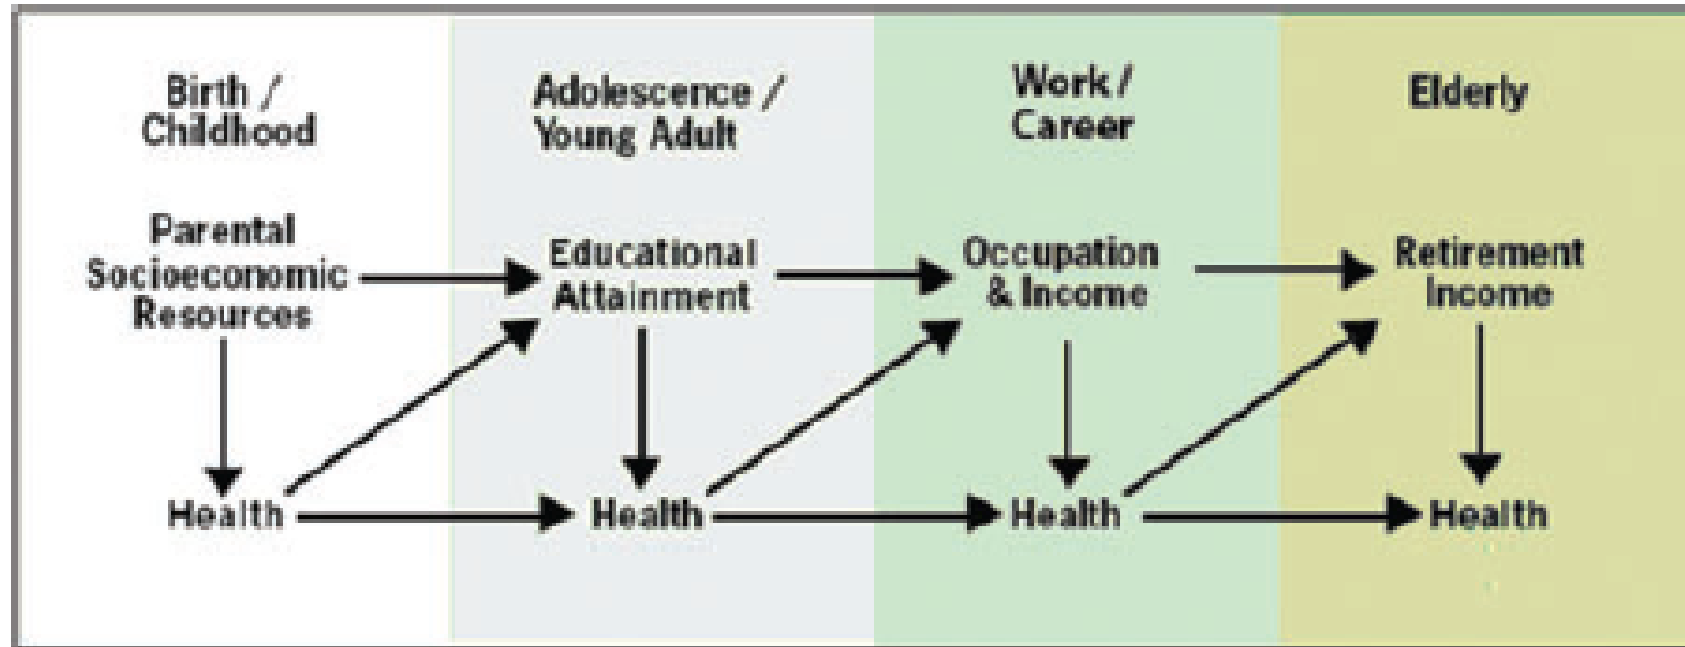 Birth /
Childhood
Adolescence /
Young Adult
Work /
Career
Elderly
Parental
Socioeconomic
Resources
Educational
Attainment
Occupation
& Income
Retirement
Income
Health
Health
Health
Health